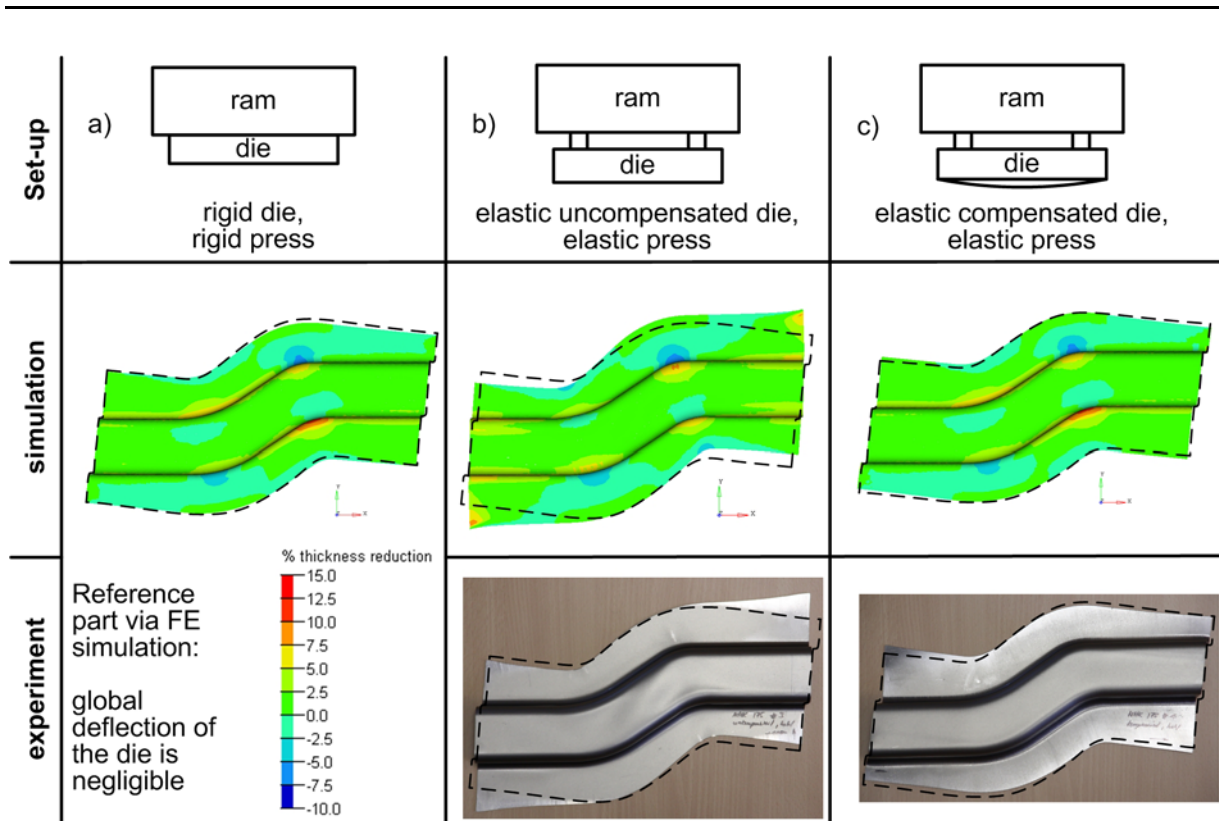 Set-up
a)
ram
die
rigid die,
rigid press
b)
ram
die
elastic uncompensated die,
elastic press
c)
ram
die
elastic compensated die,
elastic press
simulation
Y
X
Y
Z
X
Y
Z
X
experiment
Reference
part via FE
simulation:
global
deflection of
the die is
negligible
% thickness reduction
15.0
12.5
10.0
7.5
5.0
2.5
0.0
-2.5
-5.0
-7.5
-10.0